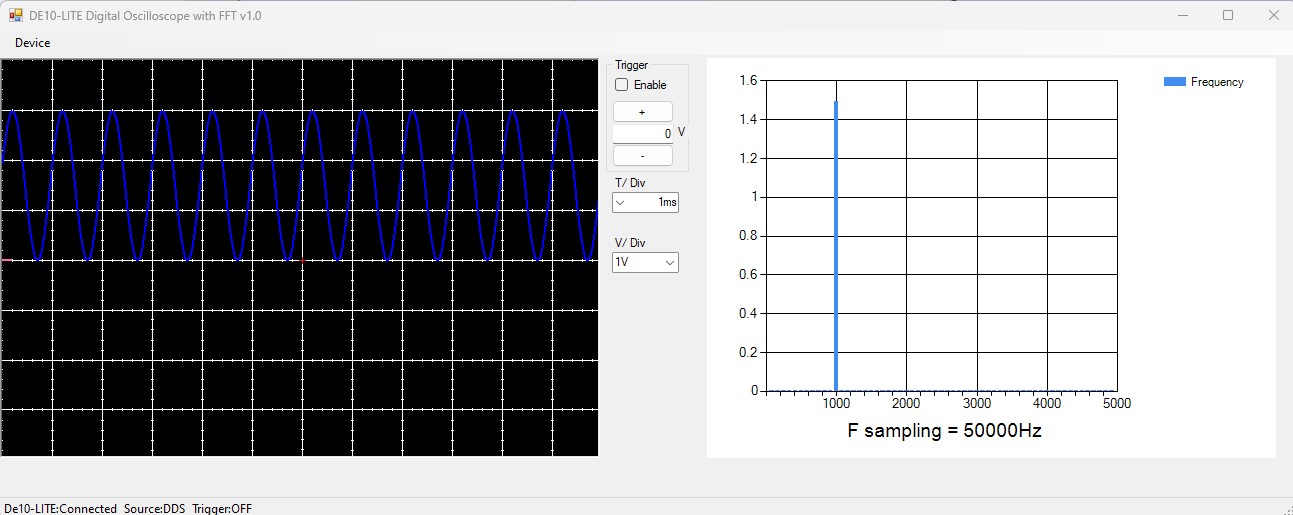 DE10-LITE Digital Oscilloscope with FFT v1.0
Device
Trigger
Enable
+
0 V
-
T/ Div
1ms
V/ Div
1V
1.6
1.4
1.2
1
0.8
0.6
0.4
0.2
0
1000 2000 3000 4000 5000
F sampling = 50000Hz
Frequency
De10-LITE:Connected Source:DDS Trigger:OFF